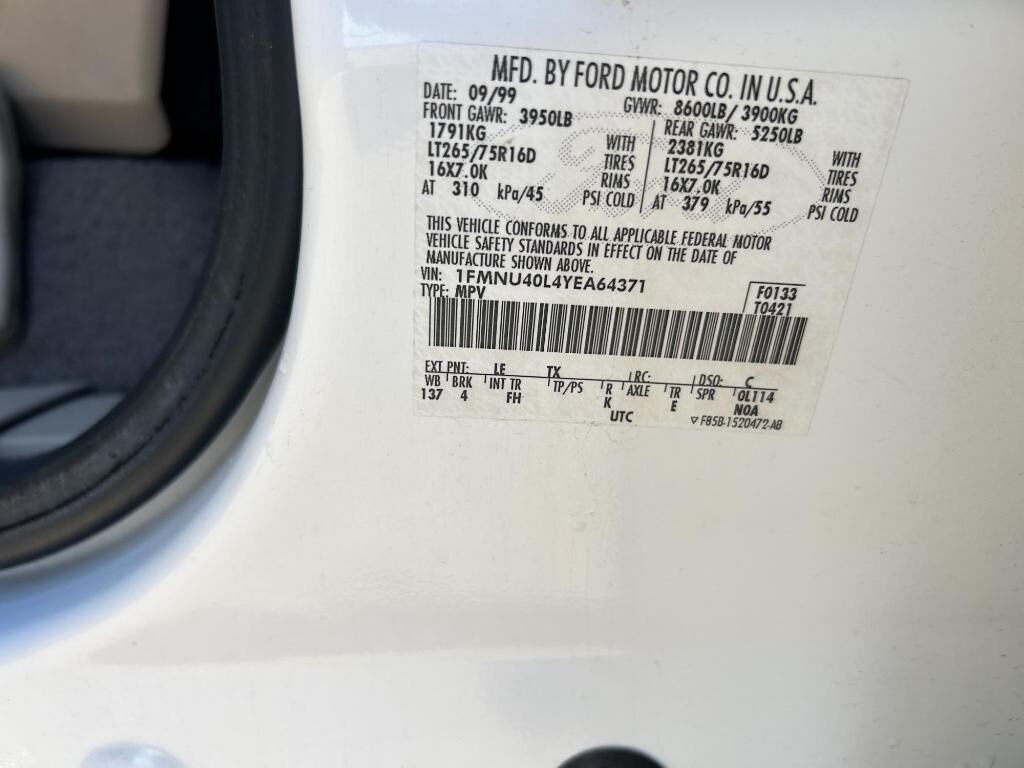 MFD. BY FORD MOTOR CO. IN U.S.A.
DATE: 09/99 GVWR: 8600LB/ 3900KG
FRONT GAWR: 3950LB REAR GAWR: 5250LB
1791KG WITH 2381KG WITH
LT265/75R16D TIRES LT265/75R16D TIRES
16X7.0K RIMS 16X7.0K RIMS
AT 310 kPa/45 PSI COLD AT 379 kPa/55 PSI COLD
THIS VEHICLE CONFORMS TO ALL APPLICABLE FEDERAL MOTOR
VEHICLE SAFETY STANDARDS IN EFFECT ON THE DATE OF
MANUFACTURE SHOWN ABOVE.
VIN: 1FMNU40L4YEA64371 F0133
TYPE: MPV T0421
EXT PNT: LE TX RC: DSO: C
WB BRK INT TR TP/PS R AXLE TR SPR 0L114
137 4 FH K E N0A
UTC ▽ F85B-1520472-AB